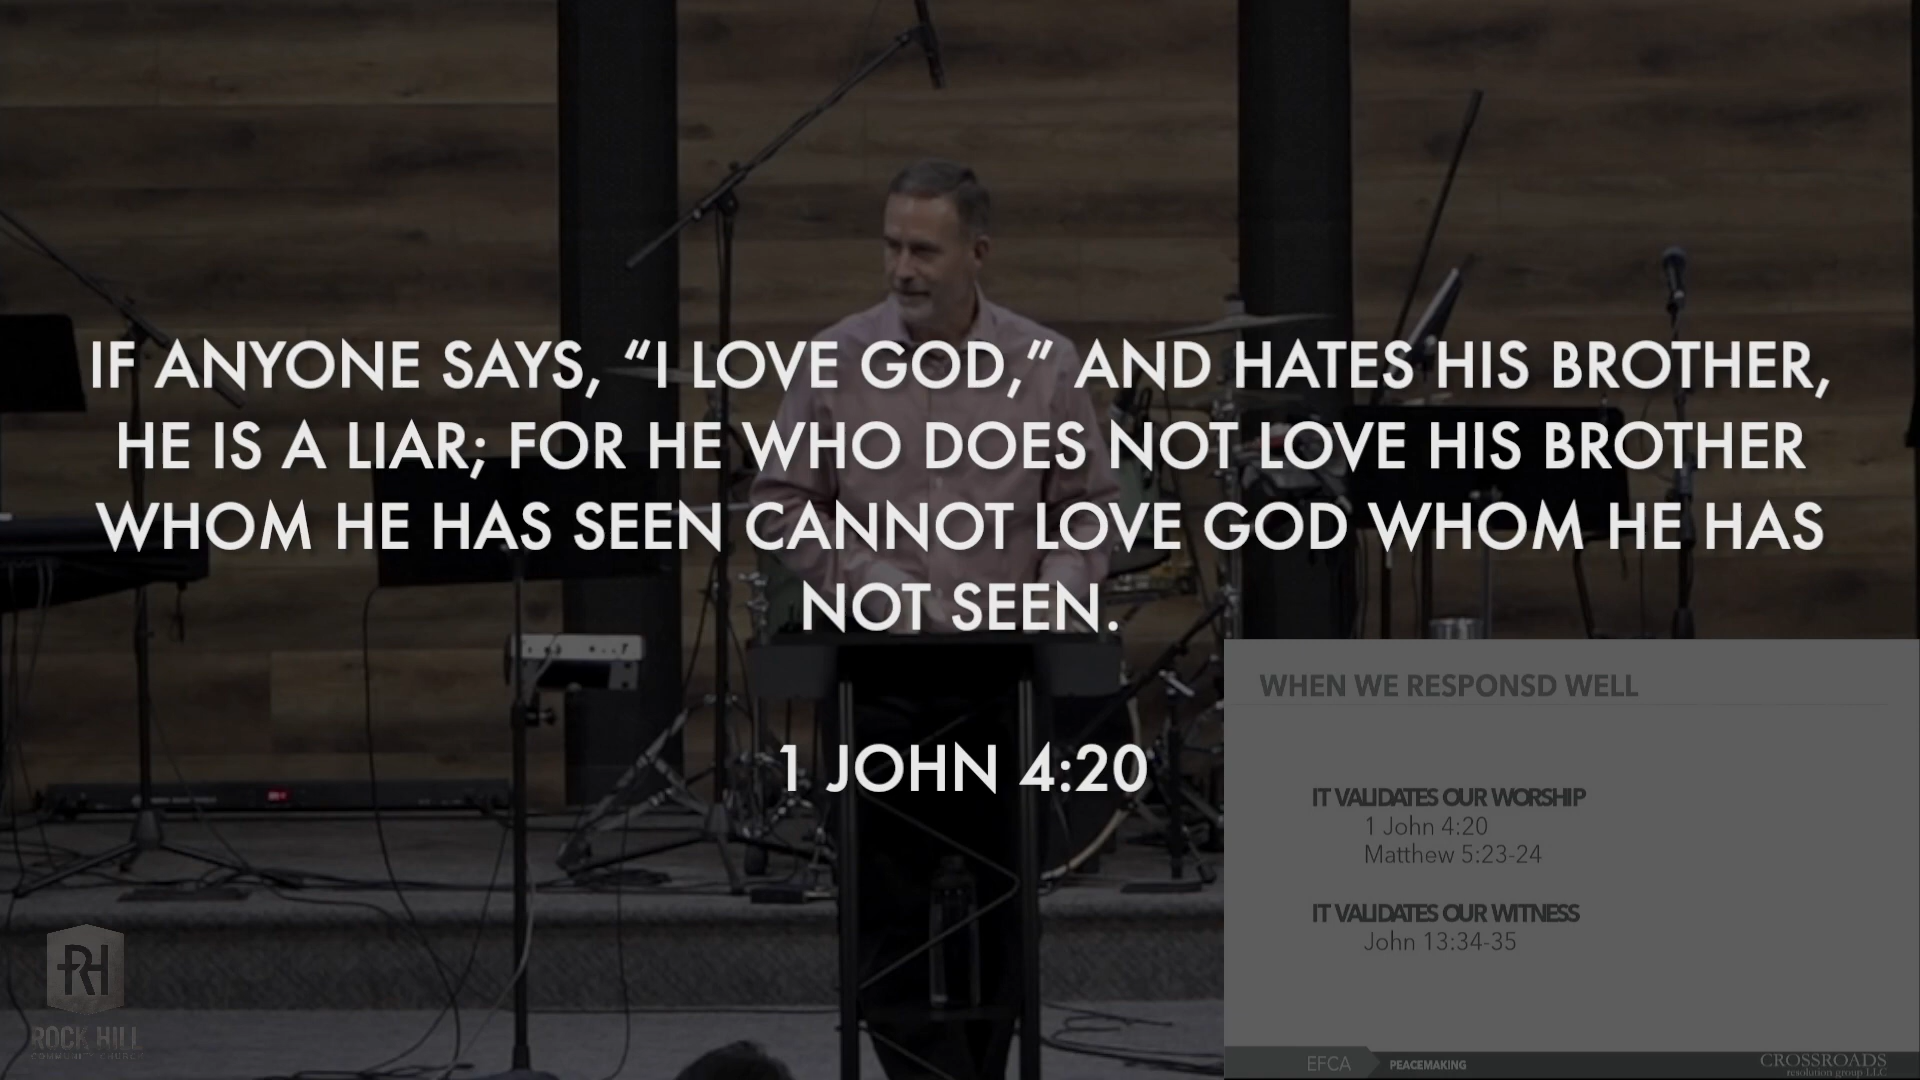 IF ANYONE SAYS, “I LOVE GOD,” AND HATES HIS BROTHER,
HE IS A LIAR; FOR HE WHO DOES NOT LOVE HIS BROTHER
WHOM HE HAS SEEN CANNOT LOVE GOD WHOM HE HAS
NOT SEEN.
1 JOHN 4:20
WHEN WE RESPONSD WELL
IT VALIDATES OUR WORSHIP
1 John 4:20
Matthew 5:23-24
IT VALIDATES OUR WITNESS
John 13:34-35
EFCA
PEACEMAKING
CROSSROADS
resolution group LLC
RH
ROCK HILL
COMMUNITY CHURCH